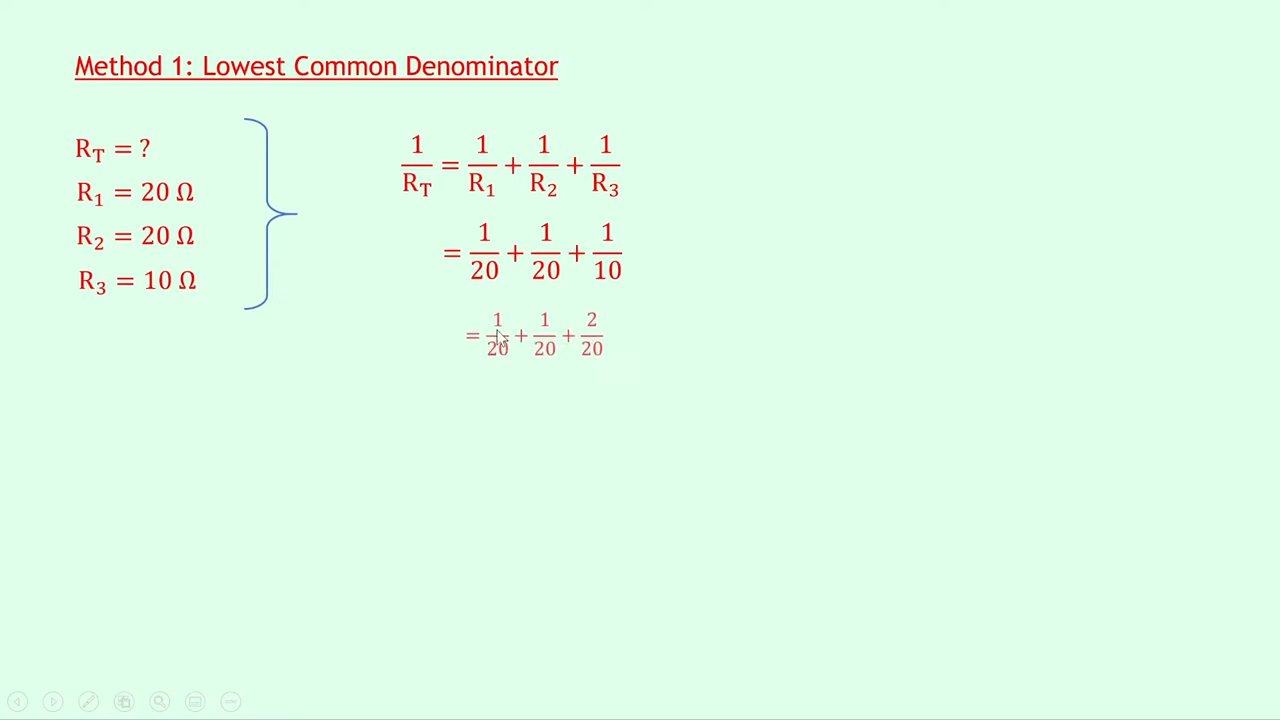 Method 1: Lowest Common Denominator
R_T = ?
R_1 = 20 Ω
R_2 = 20 Ω
R_3 = 10 Ω
1/R_T = 1/R_1 + 1/R_2 + 1/R_3
= 1/20 + 1/20 + 1/10
= 1/20 + 1/20 + 2/20